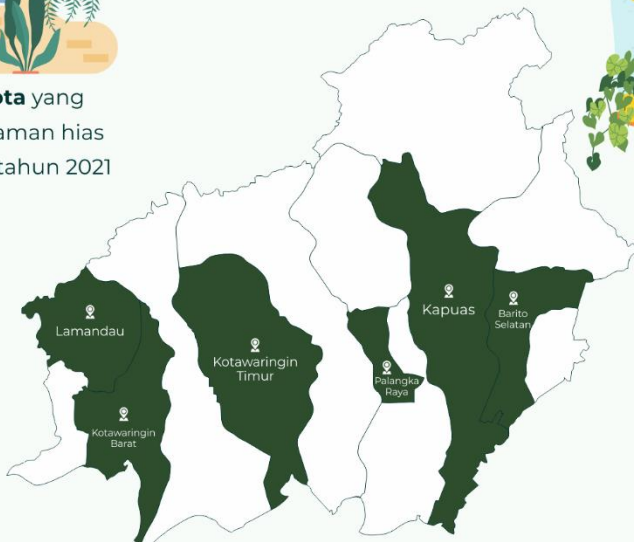 ota yang
aman hias
tahun 2021
Lamandau
Kotawaringin
Barat
Kotawaringin
Timur
Palangka
Raya
Kapuas
Barito
Selatan